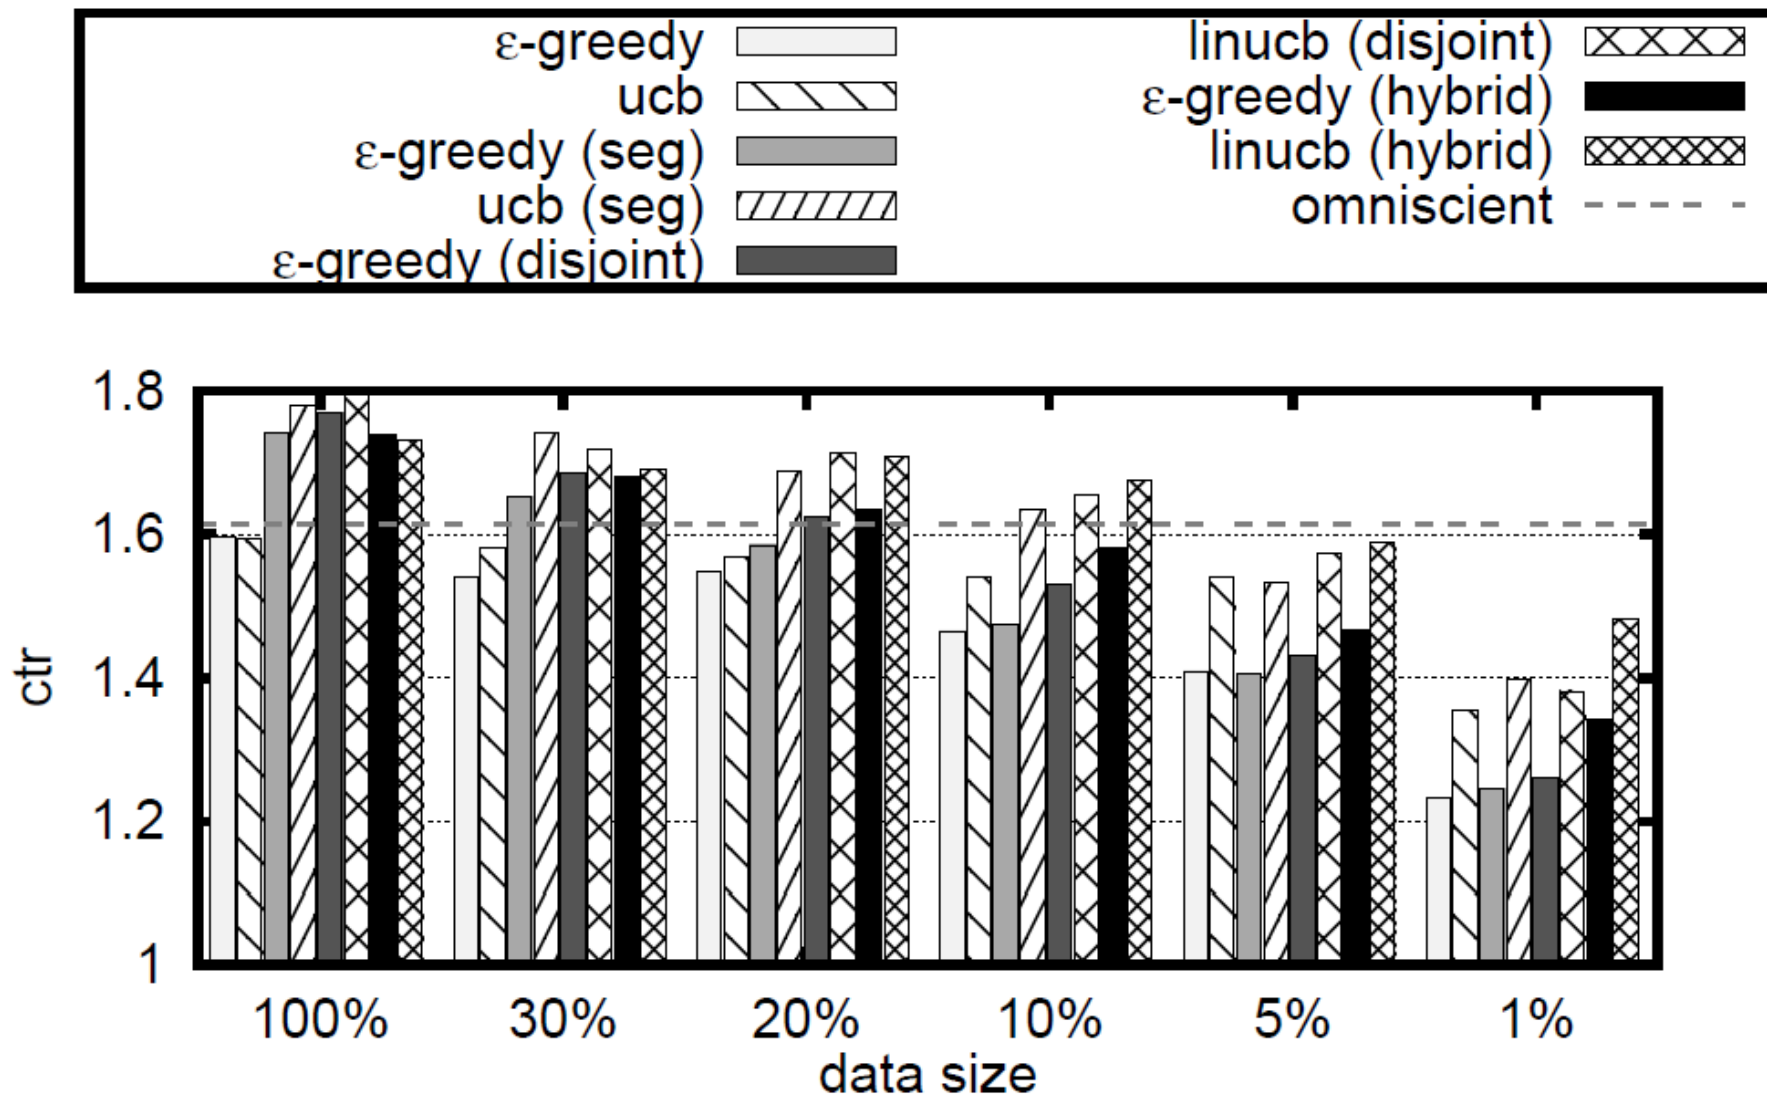 ε-greedy
ucb
ε-greedy (seg)
ucb (seg)
ε-greedy (disjoint)
linucb (disjoint)
ε-greedy (hybrid)
linucb (hybrid)
omniscient
1.8
1.6
1.4
1.2
1
ctr
100% 30% 20% 10% 5% 1%
data size